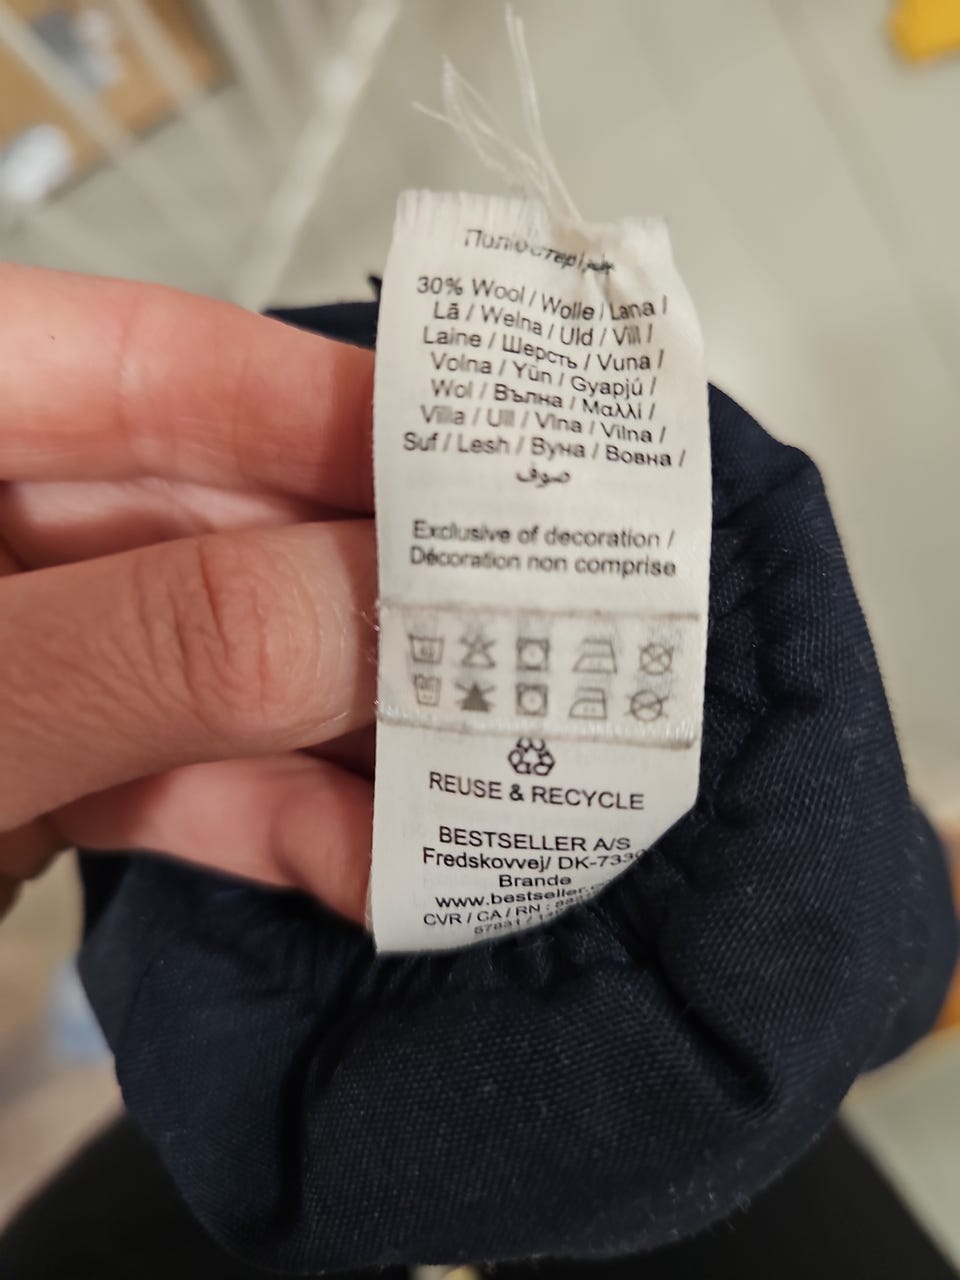 Поліестер /
30% Wool / Wolle / Lana /
Lã / Welna / Uld / Vill /
Laine / Шерсть / Vuna /
Volna / Yün / Gyapjú /
Wol / Вълна / Μαλλί /
Villa / Ull / Vlna / Vilna /
Suf / Lesh / Вуна / Вовна /
صوف
Exclusive of decoration /
Décoration non comprise
REUSE & RECYCLE
BESTSELLER A/S
Fredskovvej/ DK-7330
Brande
www.bestseller.
CVR / CA / RN :